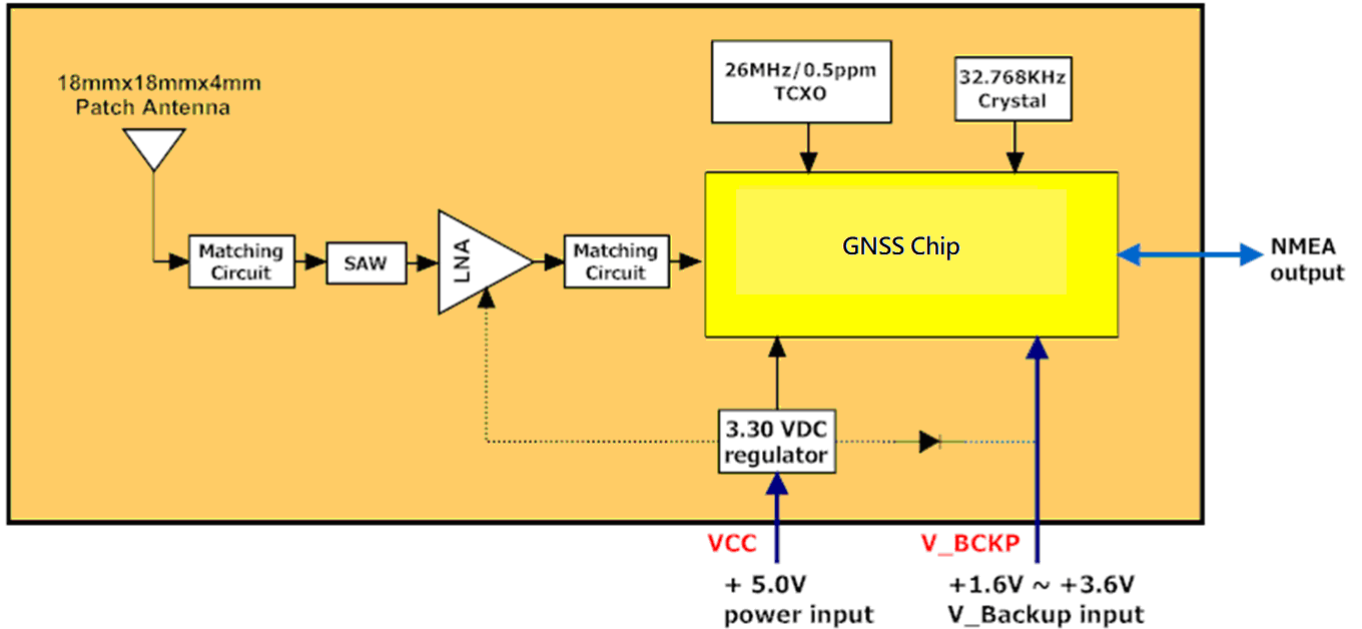 18mmx18mmx4mm
Patch Antenna
26MHz/0.5ppm
TCXO
32.768KHz
Crystal
Matching
Circuit
SAW
LNA
Matching
Circuit
GNSS Chip
NMEA
output
3.30 VDC
regulator
VCC
V_BCKP
+ 5.0V
power input
+1.6V ~ +3.6V
V_Backup input